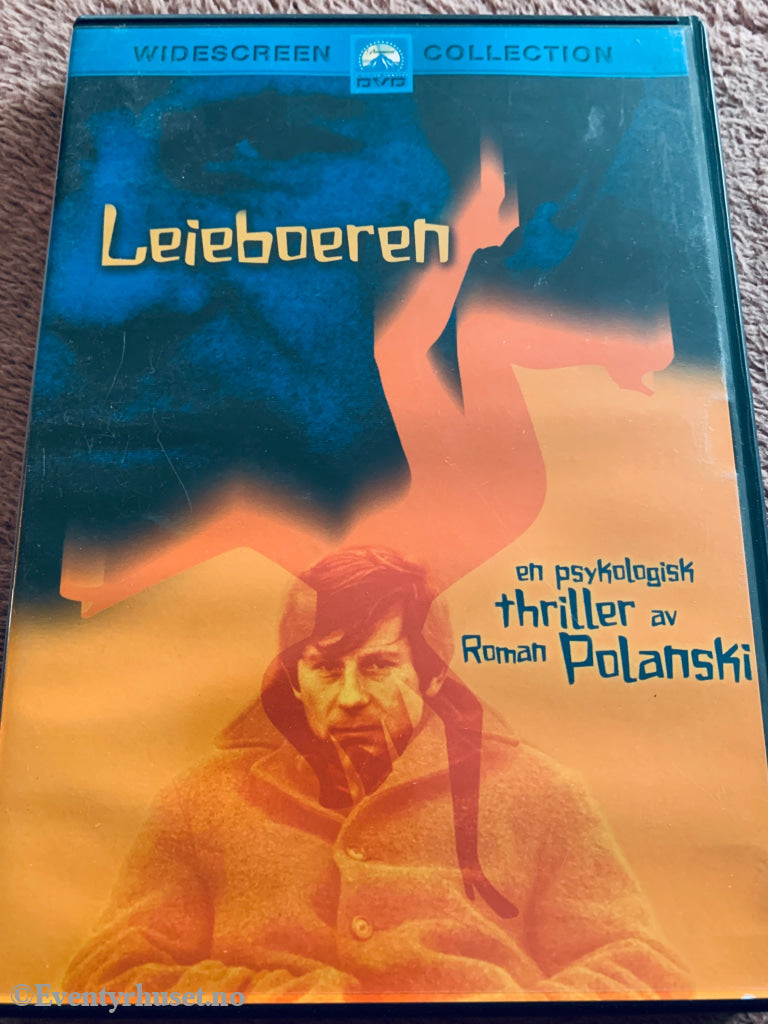 WIDESCREEN COLLECTION
DVD
Leieboeren
en psykologisk
thriller av
Roman Polanski
©Eventyrhuset.no